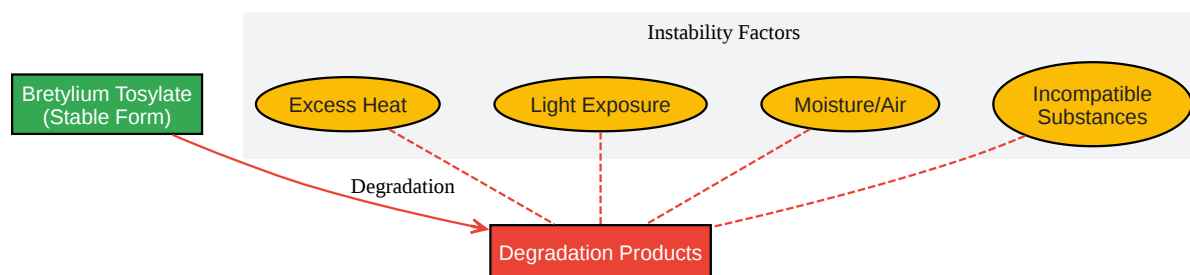 Instability Factors
Bretylium Tosylate
(Stable Form)
Excess Heat
Light Exposure
Moisture/Air
Incompatible
Substances
Degradation
Degradation Products